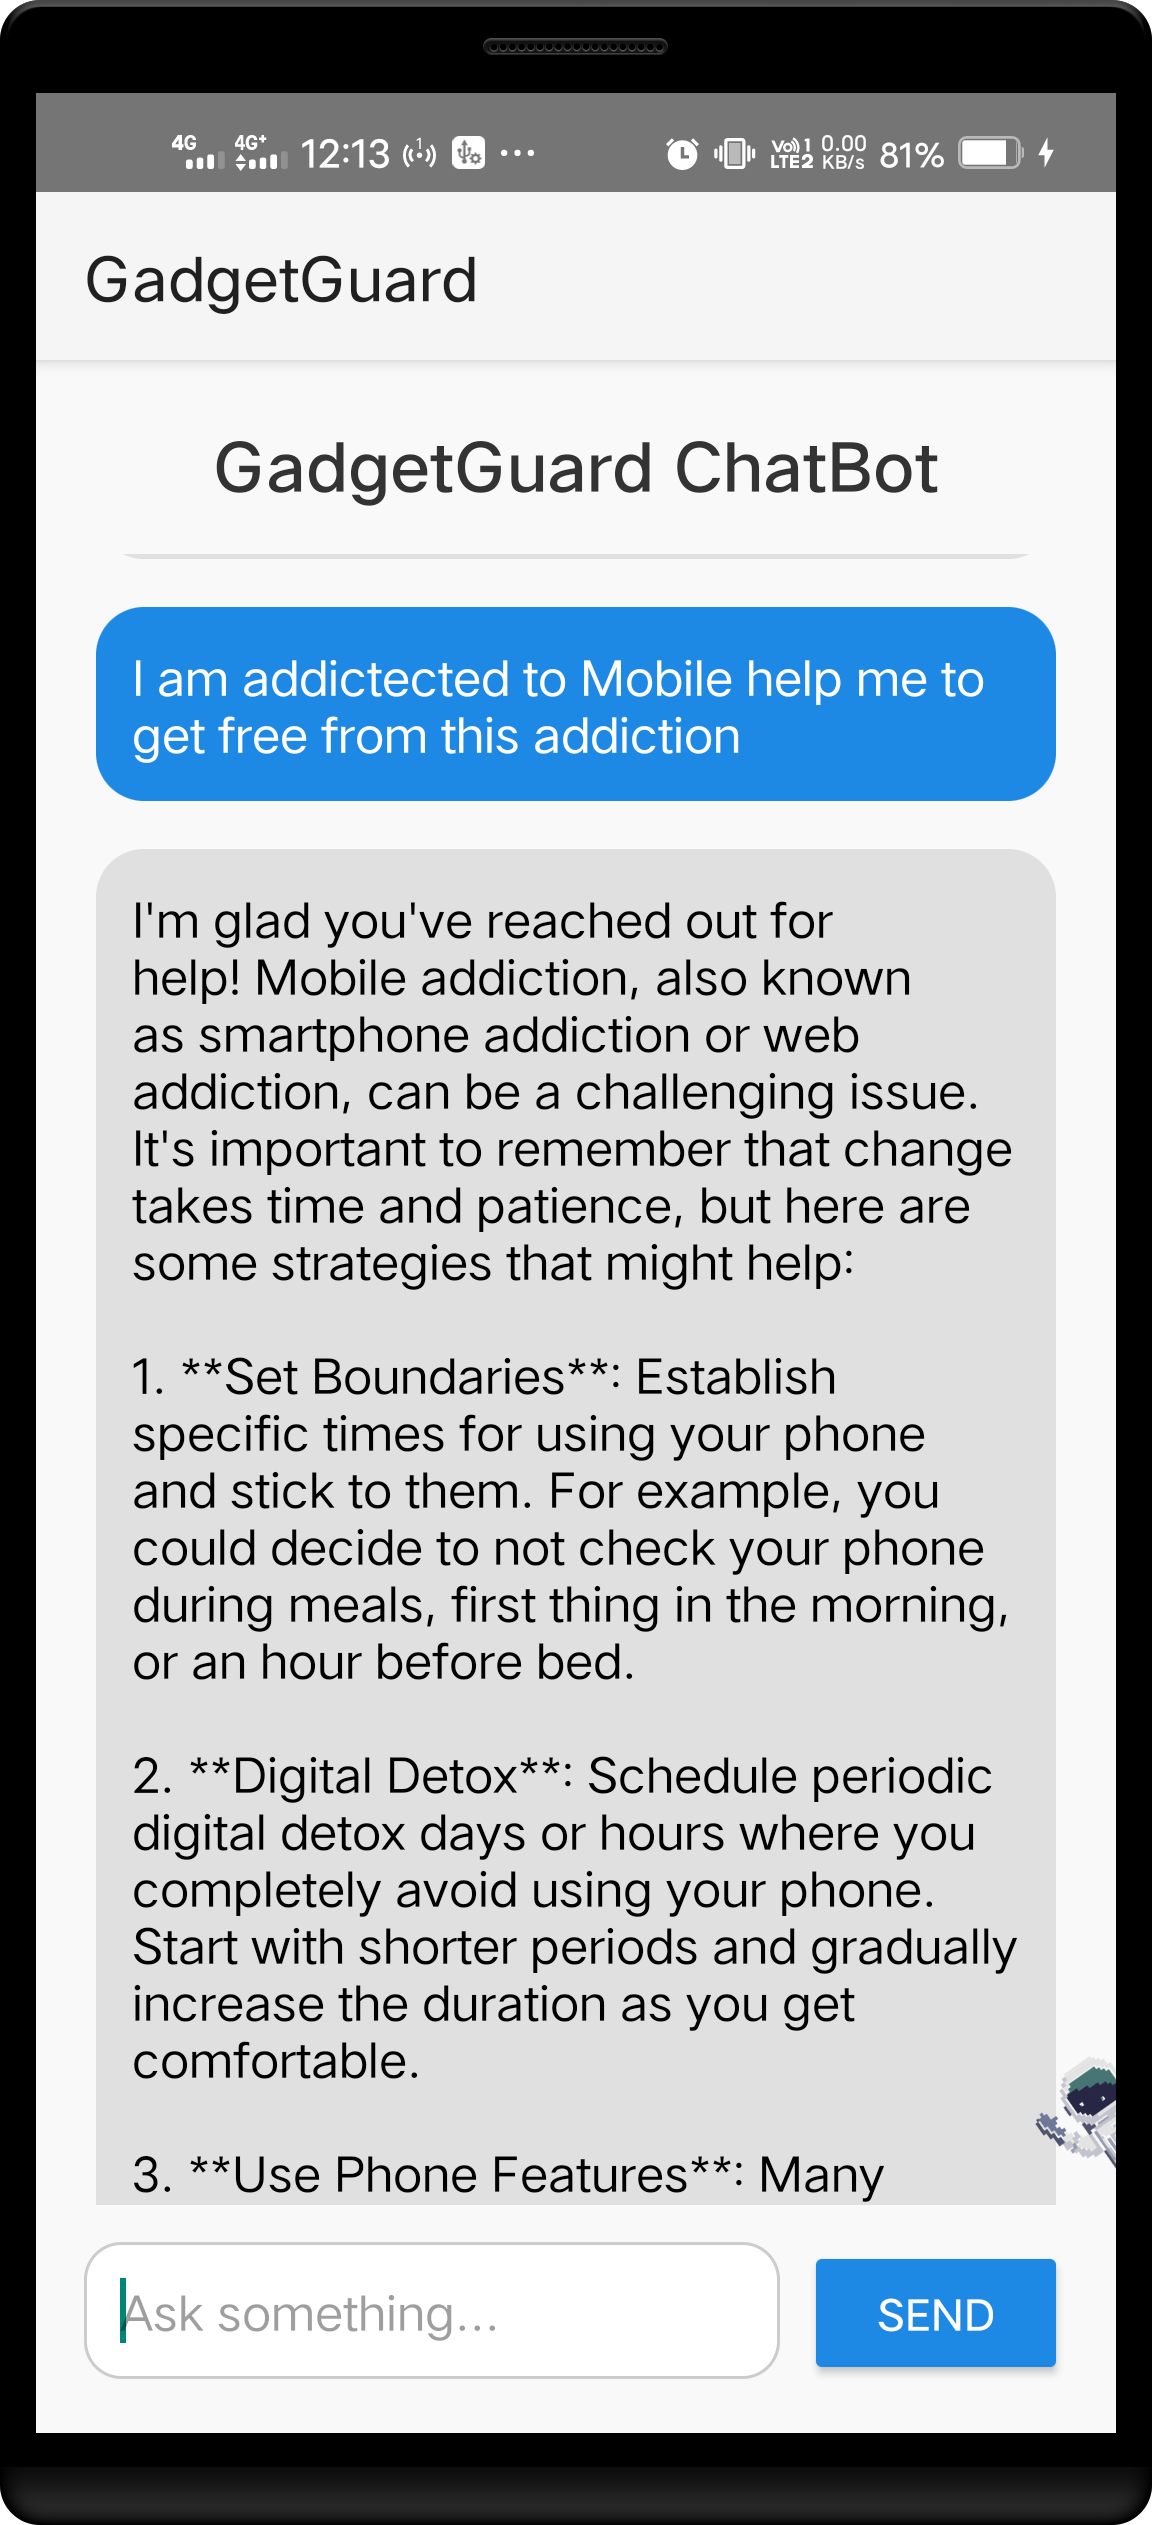 4G 4G+ 12:13 1 ... Vo)) 1 LTE2 0.00 KB/s 81%
GadgetGuard
GadgetGuard ChatBot
I am addictected to Mobile help me to
get free from this addiction
I'm glad you've reached out for
help! Mobile addiction, also known
as smartphone addiction or web
addiction, can be a challenging issue.
It's important to remember that change
takes time and patience, but here are
some strategies that might help:
1. **Set Boundaries**: Establish
specific times for using your phone
and stick to them. For example, you
could decide to not check your phone
during meals, first thing in the morning,
or an hour before bed.
2. **Digital Detox**: Schedule periodic
digital detox days or hours where you
completely avoid using your phone.
Start with shorter periods and gradually
increase the duration as you get
comfortable.
3. **Use Phone Features**: Many
Ask something...
SEND